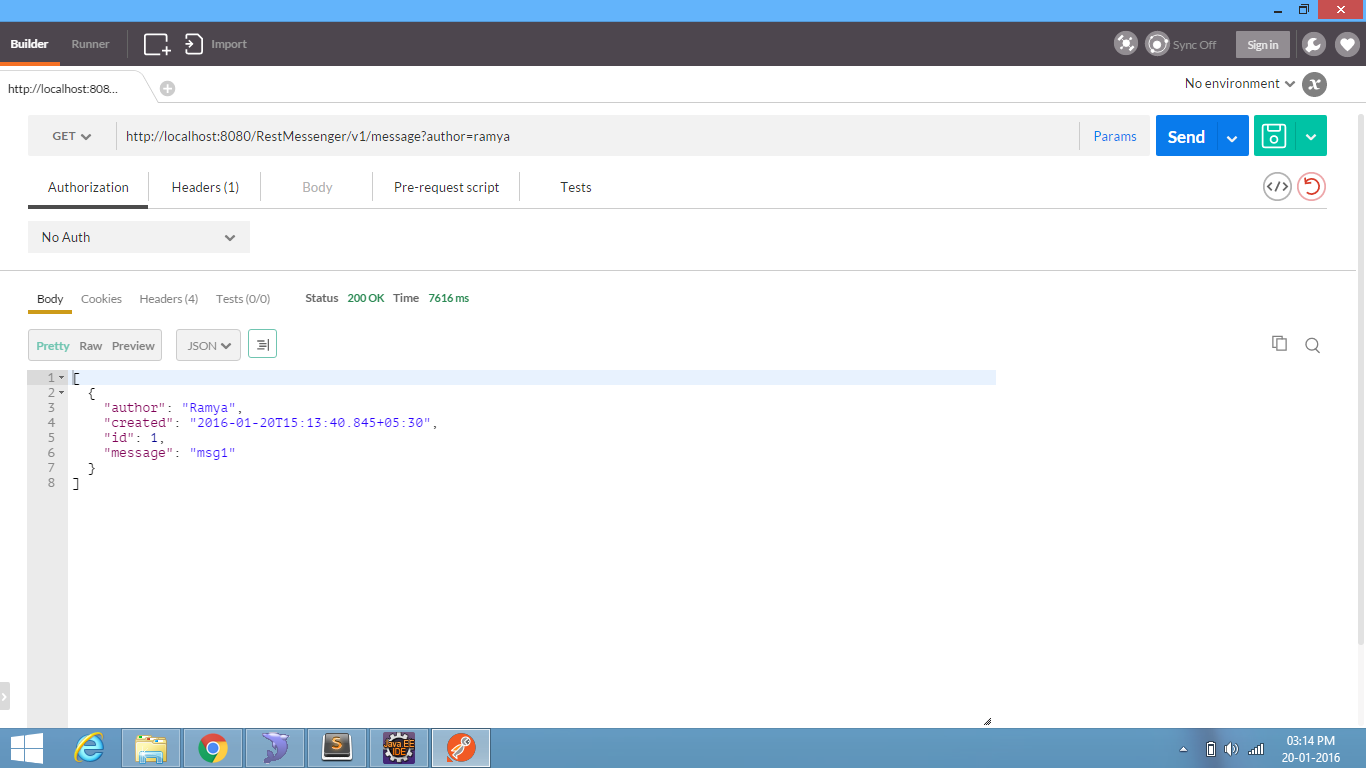 Builder Runner Import Sync Off Sign in
http://localhost:808... No environment
GET http://localhost:8080/RestMessenger/v1/message?author=ramya Params Send
Authorization Headers (1) Body Pre-request script Tests
No Auth
Body Cookies Headers (4) Tests (0/0) Status 200 OK Time 7616 ms
Pretty Raw Preview JSON
1 [
2 {
3 "author": "Ramya",
4 "created": "2016-01-20T15:13:40.845+05:30",
5 "id": 1,
6 "message": "msg1"
7 }
8 ]
Java EE
IDE
03:14 PM
20-01-2016